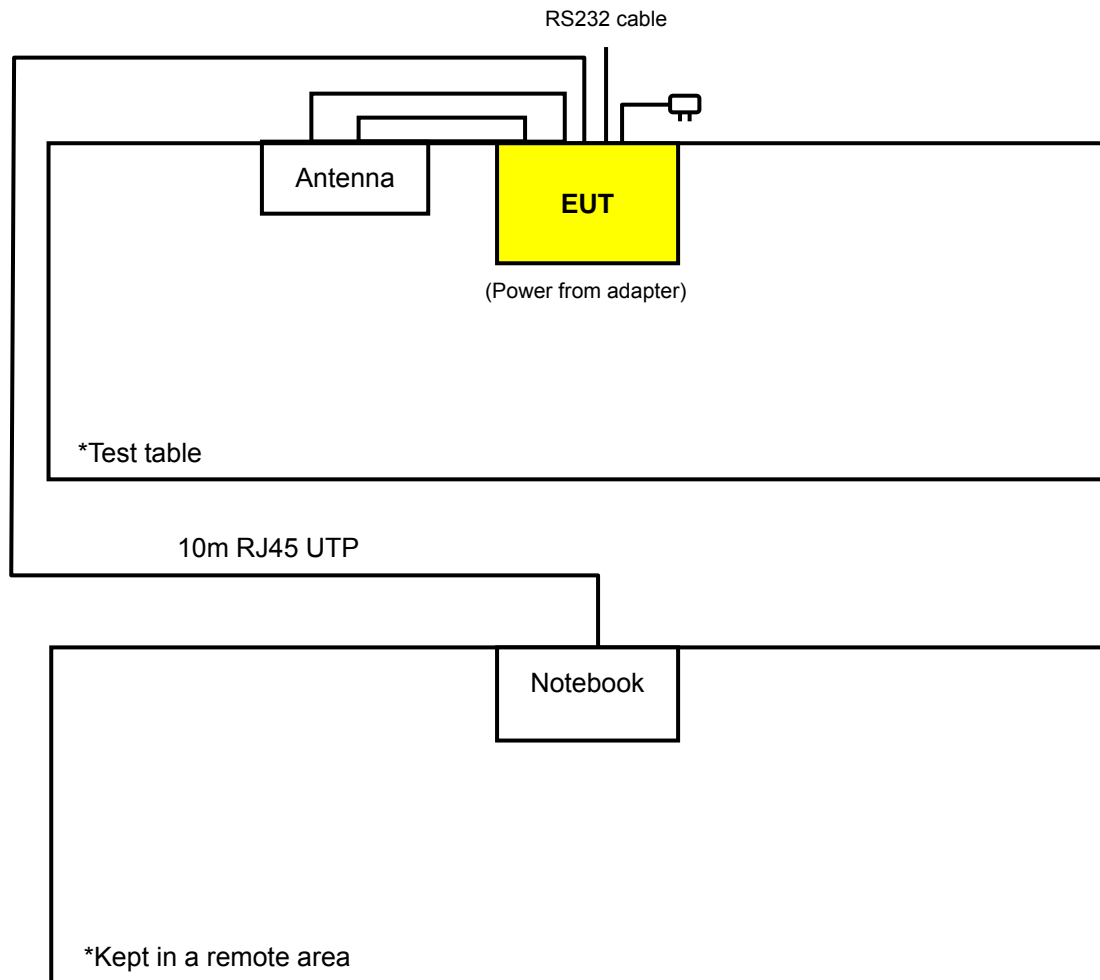 RS232 cable
Antenna
EUT
(Power from adapter)
*Test table
10m RJ45 UTP
Notebook
*Kept in a remote area